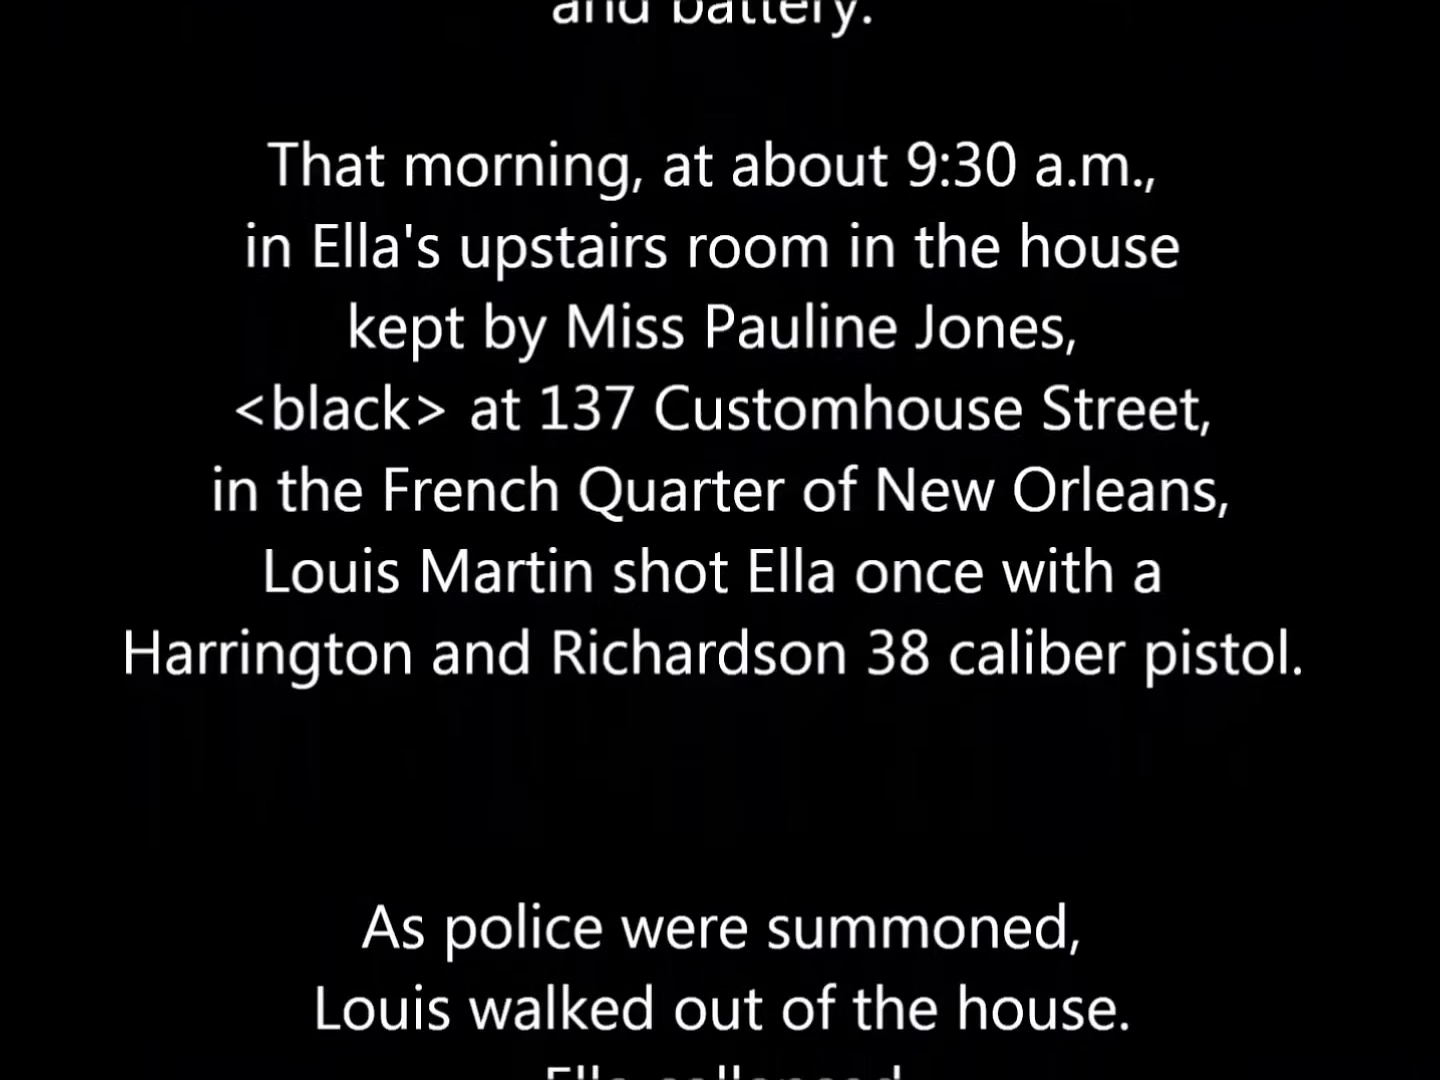 and battery.
That morning, at about 9:30 a.m.,
in Ella's upstairs room in the house
kept by Miss Pauline Jones,
<black> at 137 Customhouse Street,
in the French Quarter of New Orleans,
Louis Martin shot Ella once with a
Harrington and Richardson 38 caliber pistol.
As police were summoned,
Louis walked out of the house.
Ella collapsed